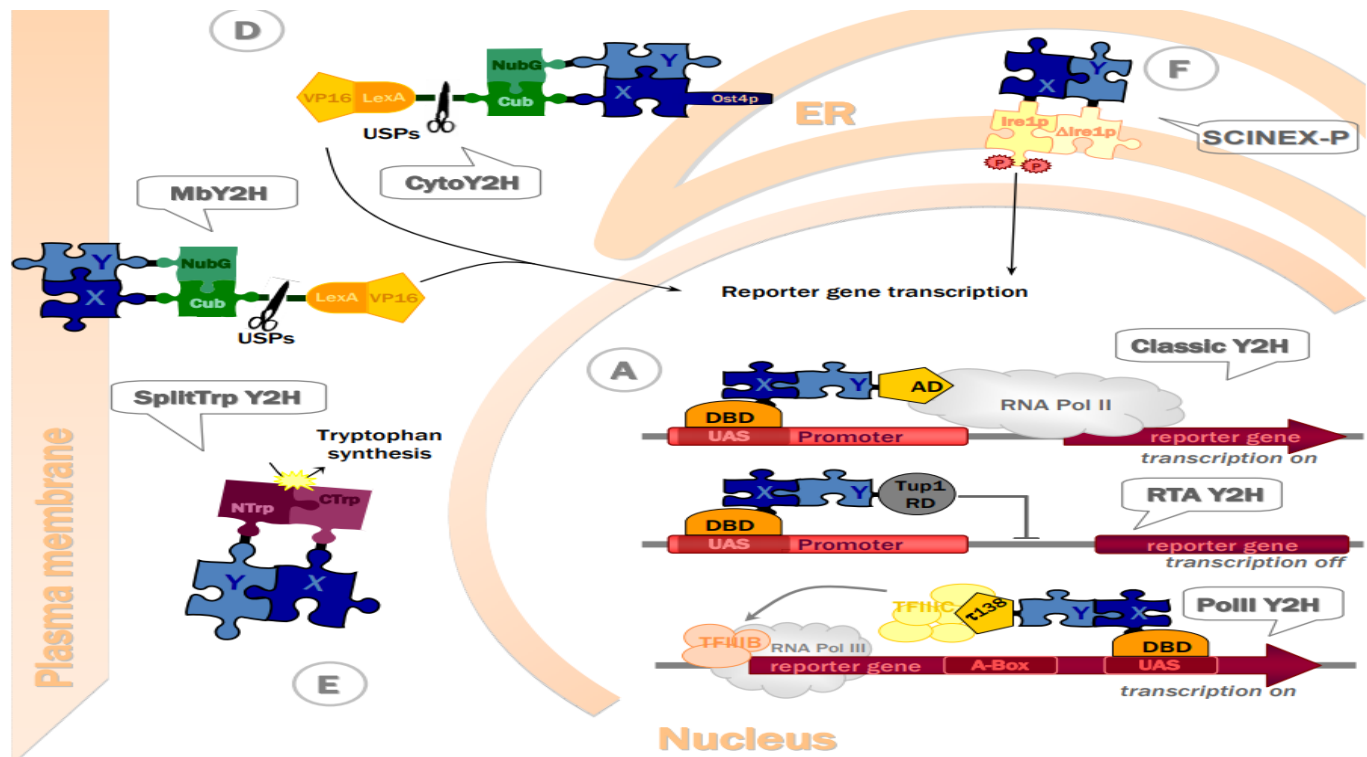 D
VP16
LexA
USPs
NubG
Cub
Y
X
Ost4p
CytoY2H
ER
X
Y
Ire1p
ΔIre1p
P
P
F
SCINEX-P
MbY2H
Y
X
NubG
Cub
USPs
LexA
VP16
Reporter gene transcription
Plasma membrane
SplitTrp Y2H
Tryptophan
synthesis
NTrp
CTrp
Y
X
E
A
Classic Y2H
X
Y
AD
RNA Pol II
DBD
UAS
Promoter
reporter gene
transcription on
X
Y
Tup1
RD
RTA Y2H
DBD
UAS
Promoter
reporter gene
transcription off
TFIIIC
τ138
Y
X
PolII Y2H
TFIIIB
RNA Pol III
DBD
reporter gene
A-Box
UAS
transcription on
Nucleus